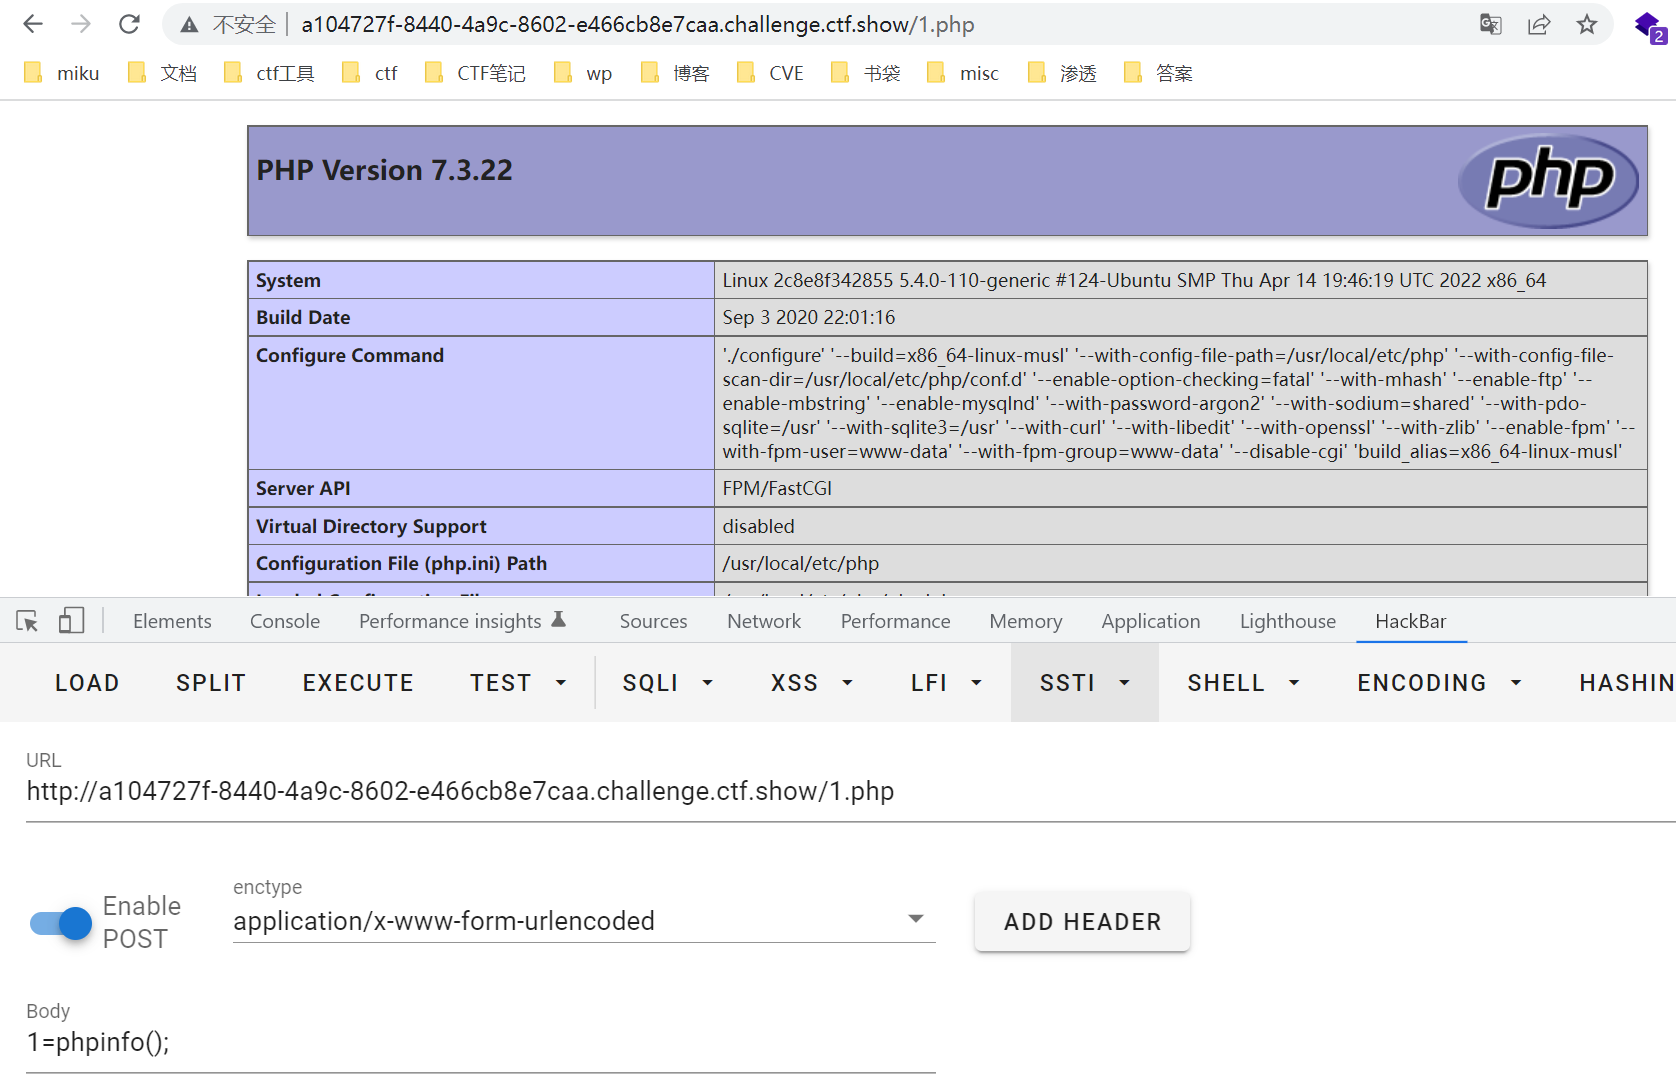 不安全 a104727f-8440-4a9c-8602-e466cb8e7caa.challenge.ctf.show/1.php
2
miku 文档 ctf工具 ctf CTF笔记 wp 博客 CVE 书袋 misc 渗透 答案
PHP Version 7.3.22
php
System Linux 2c8e8f342855 5.4.0-110-generic #124-Ubuntu SMP Thu Apr 14 19:46:19 UTC 2022 x86_64
Build Date Sep 3 2020 22:01:16
Configure Command './configure' '--build=x86_64-linux-musl' '--with-config-file-path=/usr/local/etc/php' '--with-config-file-
scan-dir=/usr/local/etc/php/conf.d' '--enable-option-checking=fatal' '--with-mhash' '--enable-ftp' '--
enable-mbstring' '--enable-mysqlnd' '--with-password-argon2' '--with-sodium=shared' '--with-pdo-
sqlite=/usr' '--with-sqlite3=/usr' '--with-curl' '--with-libedit' '--with-openssl' '--with-zlib' '--enable-fpm' '--
with-fpm-user=www-data' '--with-fpm-group=www-data' '--disable-cgi' 'build_alias=x86_64-linux-musl'
Server API FPM/FastCGI
Virtual Directory Support disabled
Configuration File (php.ini) Path /usr/local/etc/php
Elements Console Performance insights Sources Network Performance Memory Application Lighthouse HackBar
LOAD SPLIT EXECUTE TEST SQLI XSS LFI SSTI SHELL ENCODING HASHIN
URL
http://a104727f-8440-4a9c-8602-e466cb8e7caa.challenge.ctf.show/1.php
Enable
POST
enctype
application/x-www-form-urlencoded
ADD HEADER
Body
1=phpinfo();